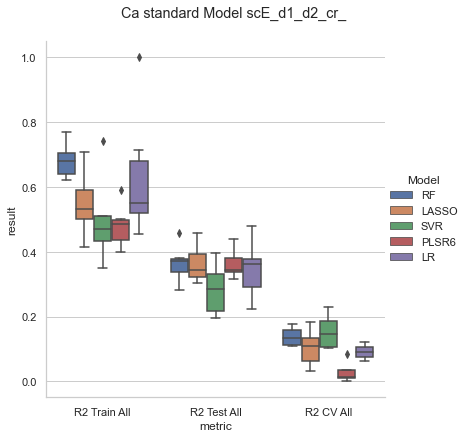 Ca standard Model scE_d1_d2_cr_
1.0
0.8
0.6
0.4
0.2
0.0
result
R2 Train All
R2 Test All
R2 CV All
metric
Model
RF
LASSO
SVR
PLSR6
LR